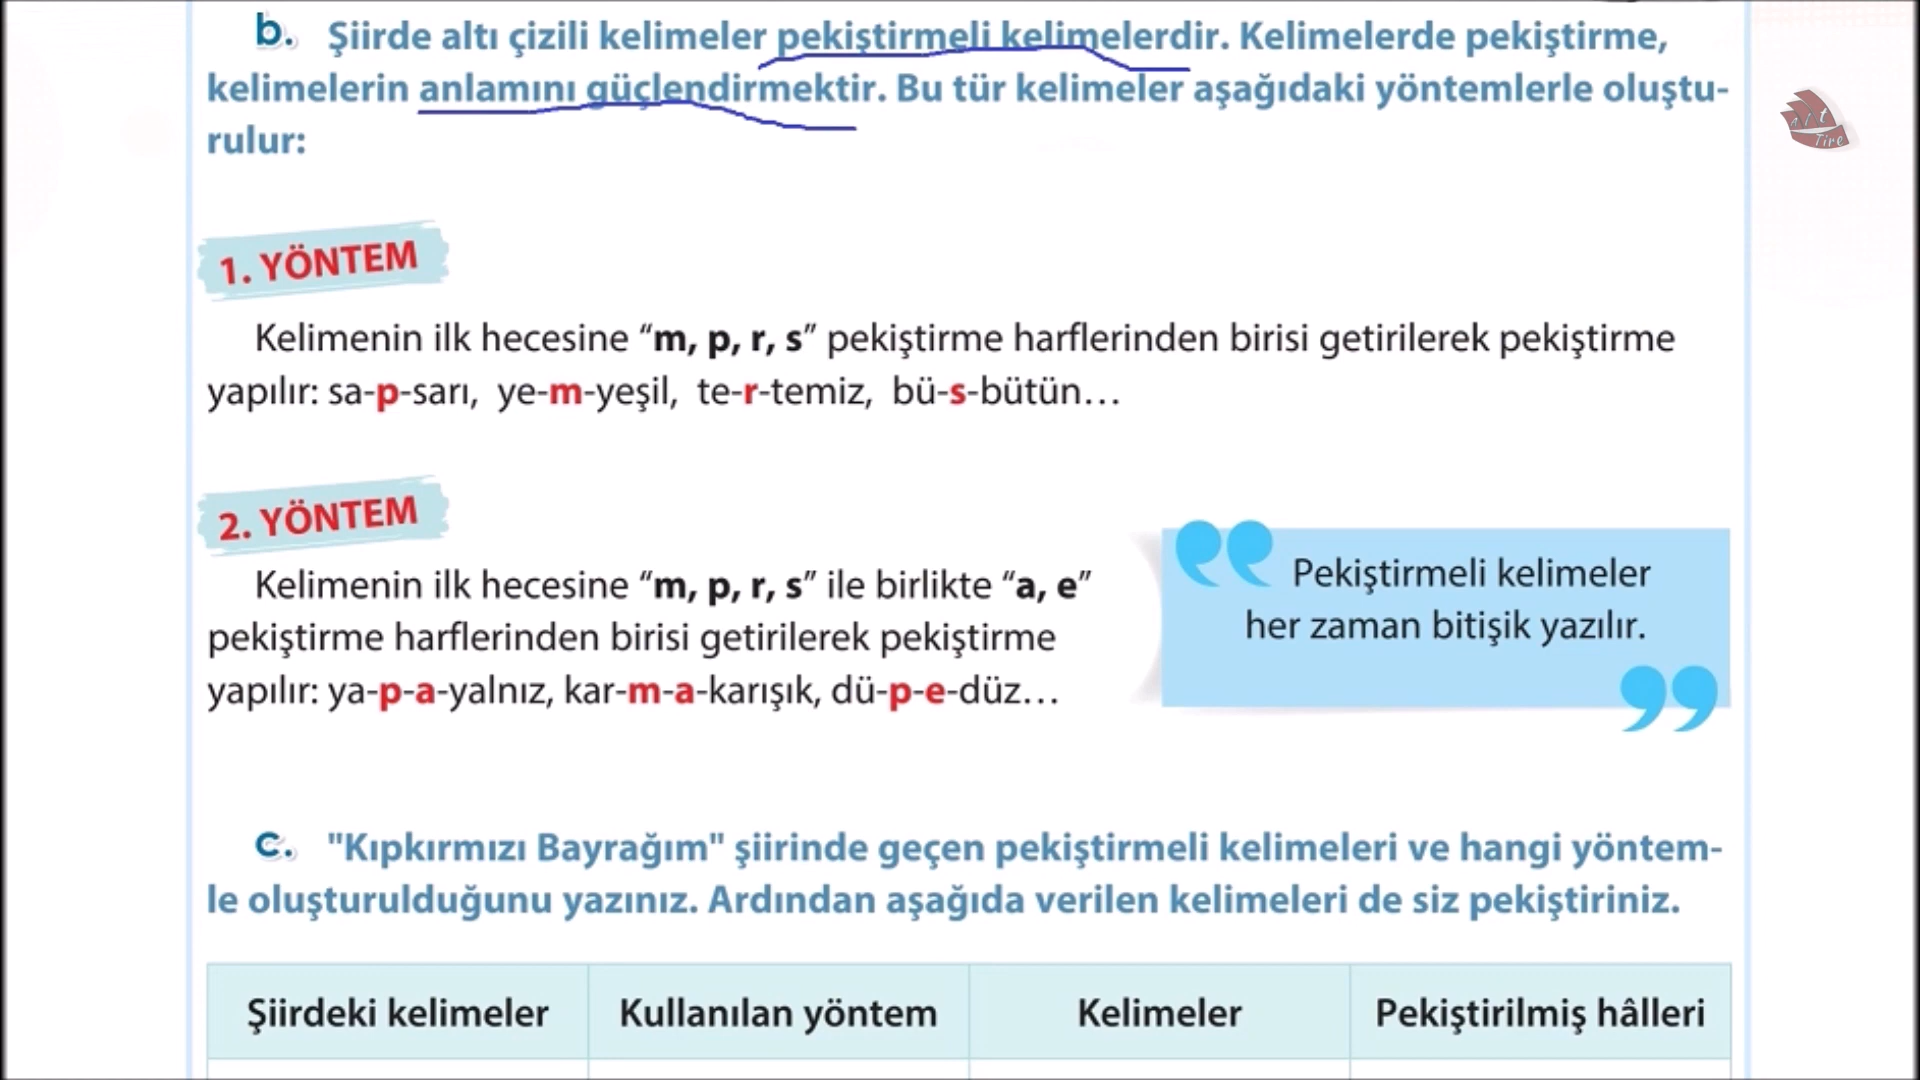 b. Şiirde altı çizili kelimeler pekiştirmeli kelimelerdir. Kelimelerde pekiştirme,
kelimelerin anlamını güçlendirmektir. Bu tür kelimeler aşağıdaki yöntemlerle oluştu-
rulur:
1. YÖNTEM
Kelimenin ilk hecesine “m, p, r, s” pekiştirme harflerinden birisi getirilerek pekiştirme
yapılır: sa-p-sarı, ye-m-yeşil, te-r-temiz, bü-s-bütün…
2. YÖNTEM
Kelimenin ilk hecesine “m, p, r, s” ile birlikte “a, e”
pekiştirme harflerinden birisi getirilerek pekiştirme
yapılır: ya-p-a-yalnız, kar-m-a-karışık, dü-p-e-düz…
Pekiştirmeli kelimeler
her zaman bitişik yazılır.
c. "Kıpkırmızı Bayrağım" şiirinde geçen pekiştirmeli kelimeleri ve hangi yöntem-
le oluşturulduğunu yazınız. Ardından aşağıda verilen kelimeleri de siz pekiştiriniz.
Şiirdeki kelimeler Kullanılan yöntem Kelimeler Pekiştirilmiş hâlleri
Tire